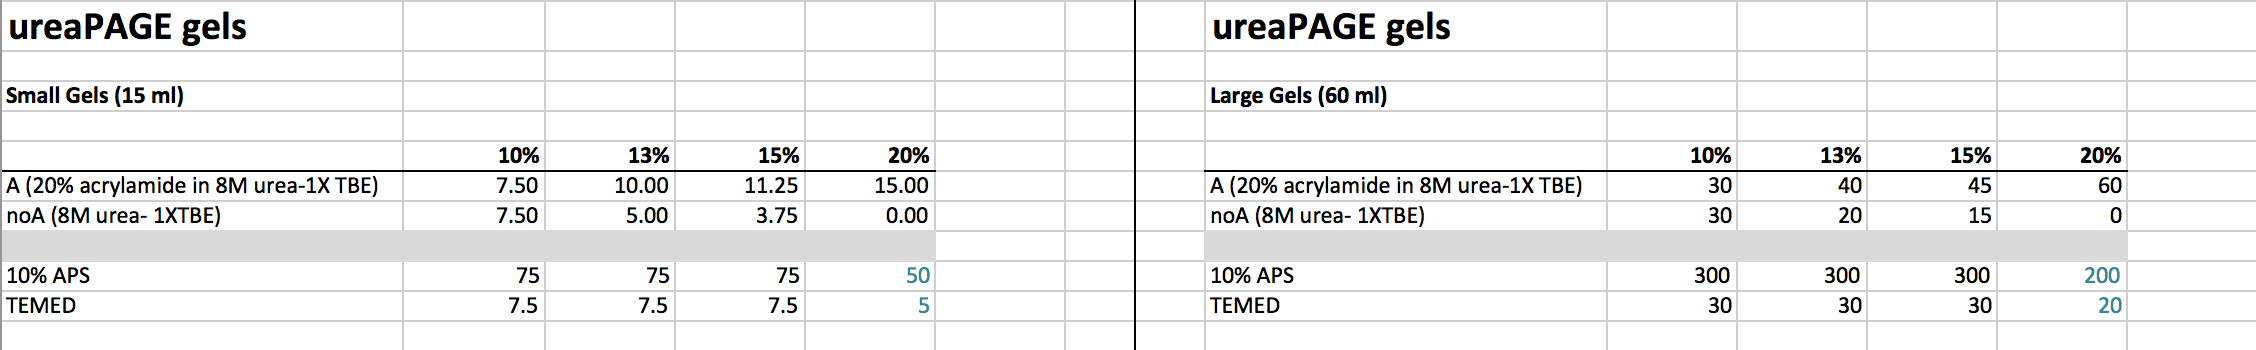 ureaPAGE gels
Small Gels (15 ml)
10% 13% 15% 20%
A (20% acrylamide in 8M urea-1X TBE) 7.50 10.00 11.25 15.00
noA (8M urea- 1XTBE) 7.50 5.00 3.75 0.00
10% APS 75 75 75 50
TEMED 7.5 7.5 7.5 5
ureaPAGE gels
Large Gels (60 ml)
10% 13% 15% 20%
A (20% acrylamide in 8M urea-1X TBE) 30 40 45 60
noA (8M urea- 1XTBE) 30 20 15 0
10% APS 300 300 300 200
TEMED 30 30 30 20